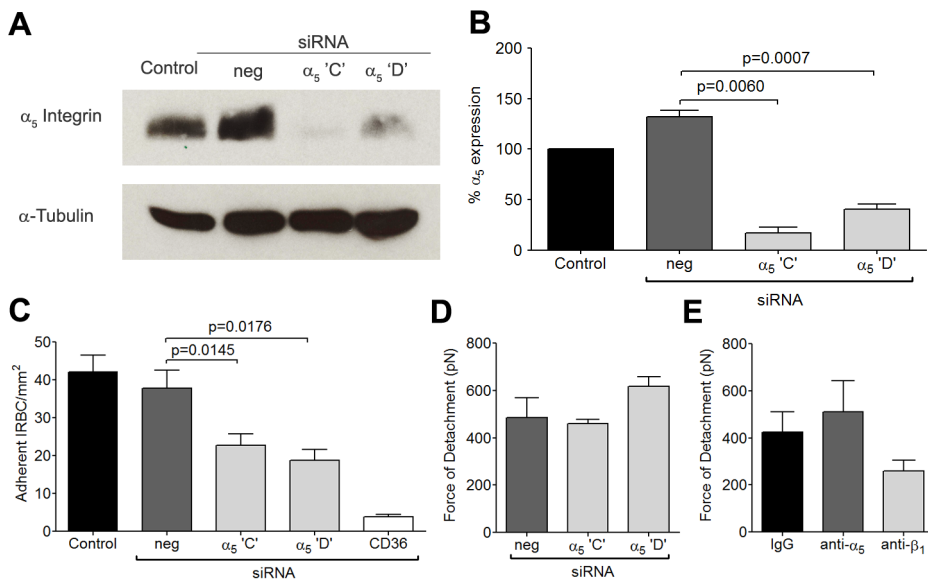 A
siRNA
Control neg α5 'C' α5 'D'
α5 Integrin
α-Tubulin
B
% α5 expression
200
150
100
50
0
p=0.0007
p=0.0060
Control neg α5 'C' α5 'D'
siRNA
C
Adherent IRBC/mm²
50
40
30
20
10
0
p=0.0176
p=0.0145
Control neg α5 'C' α5 'D' CD36
siRNA
D
Force of Detachment (pN)
800
600
400
200
0
neg α5 'C' α5 'D'
siRNA
E
Force of Detachment (pN)
800
600
400
200
0
IgG anti-α5 anti-β1